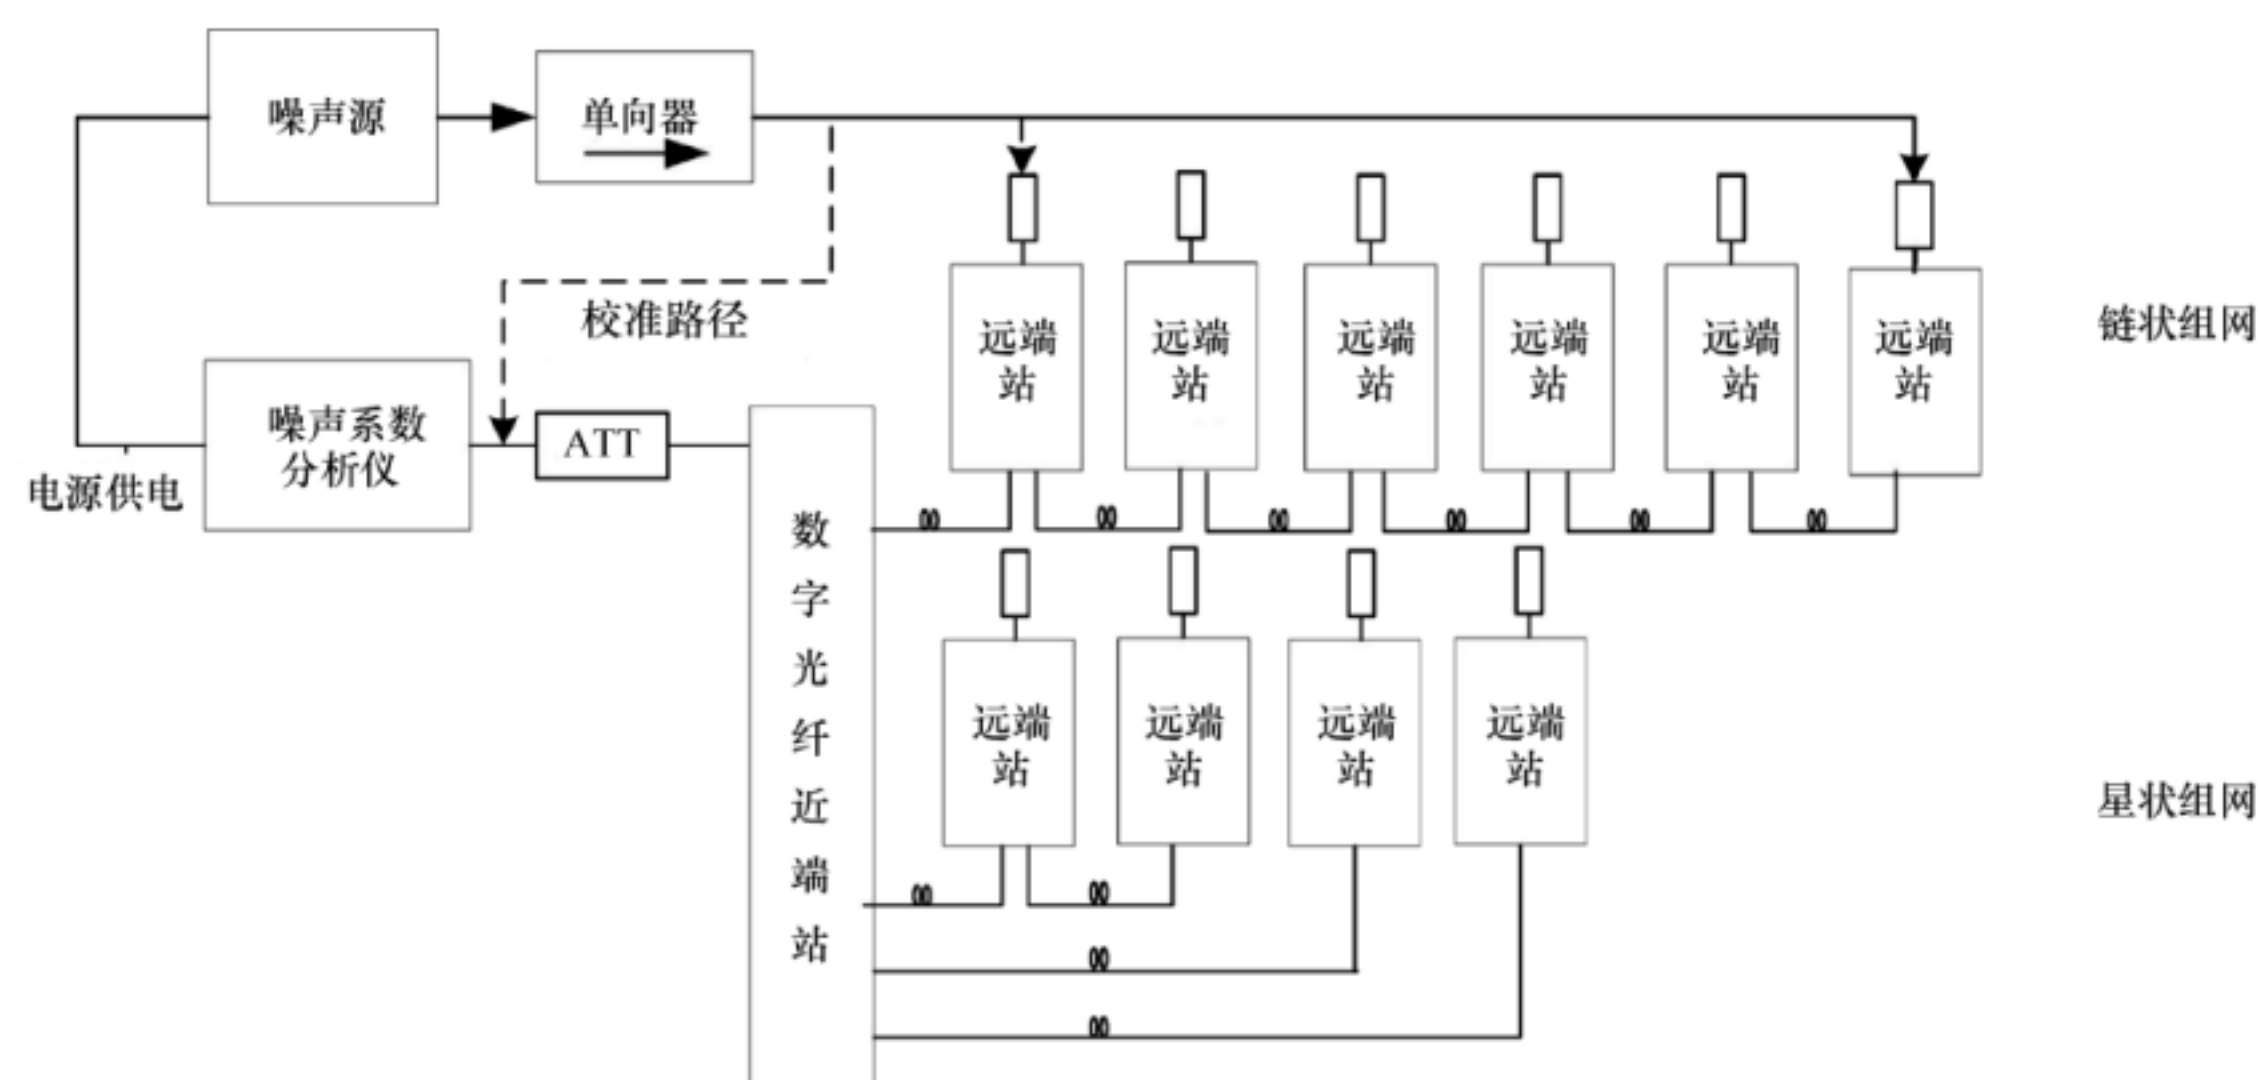 噪声源
单向器
校准路径
噪声系数
分析仪
ATT
电源供电
数
字
光
纤
近
端
站
远端
站
远端
站
远端
站
远端
站
远端
站
远端
站
链状组网
远端
站
远端
站
远端
站
远端
站
星状组网